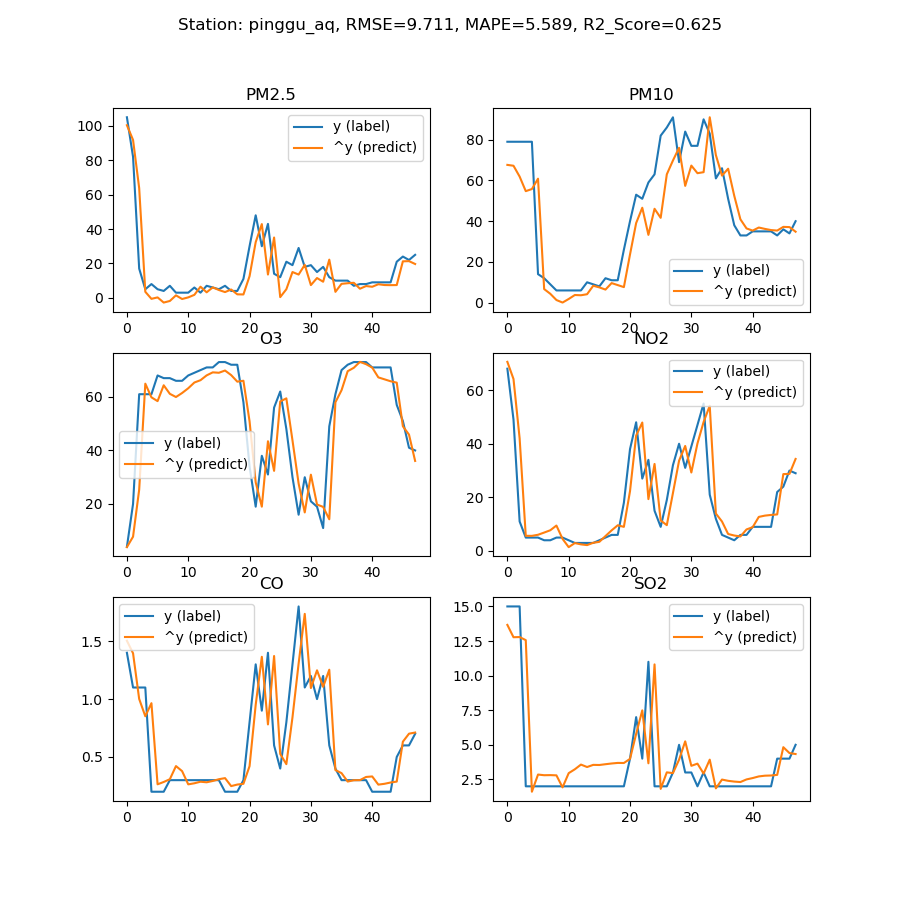 Station: pinggu_aq, RMSE=9.711, MAPE=5.589, R2_Score=0.625
PM2.5
100
80
60
40
20
0
0 10 20 30 40
y (label)
^y (predict)
PM10
80
60
40
20
0
0 10 20 30 40
y (label)
^y (predict)
O3
60
40
20
0 10 20 30 40
y (label)
^y (predict)
NO2
60
40
20
0
0 10 20 30 40
y (label)
^y (predict)
CO
1.5
1.0
0.5
0 10 20 30 40
y (label)
^y (predict)
SO2
15.0
12.5
10.0
7.5
5.0
2.5
0 10 20 30 40
y (label)
^y (predict)